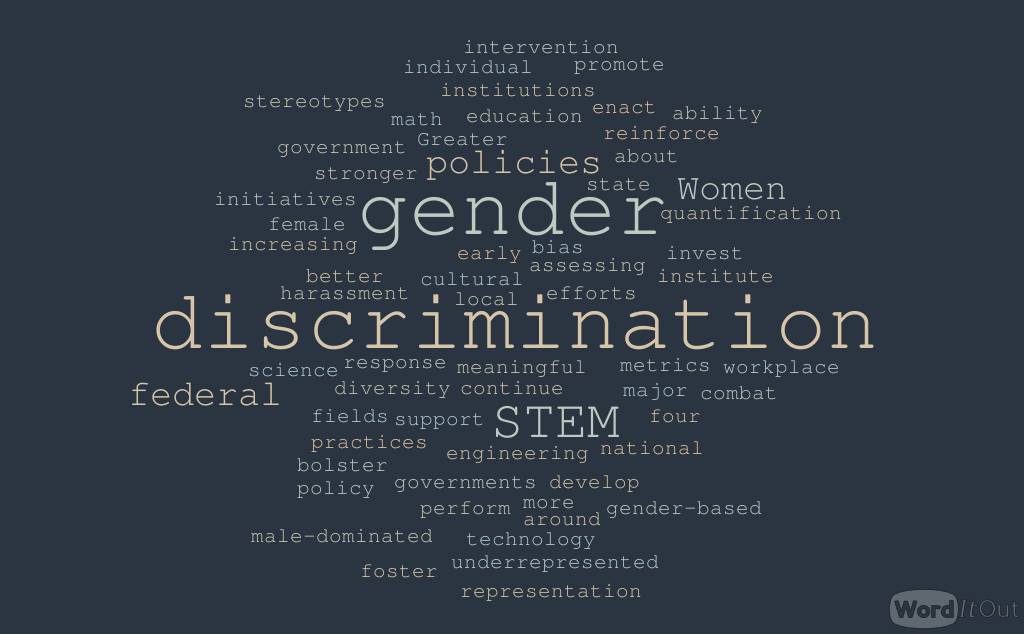 intervention
individual promote
institutions
stereotypes enact ability
math education
reinforce
government Greater
policies about
stronger
state Women
initiatives gender quantification
female
increasing bias
early invest
assessing
better cultural institute
harassment local efforts
discrimination
science response meaningful metrics workplace
federal diversity continue major combat
fields support STEM four
practices engineering national
bolster
policy governments develop
perform more gender-based
around
male-dominated technology
underrepresented
foster
representation
WordItOut